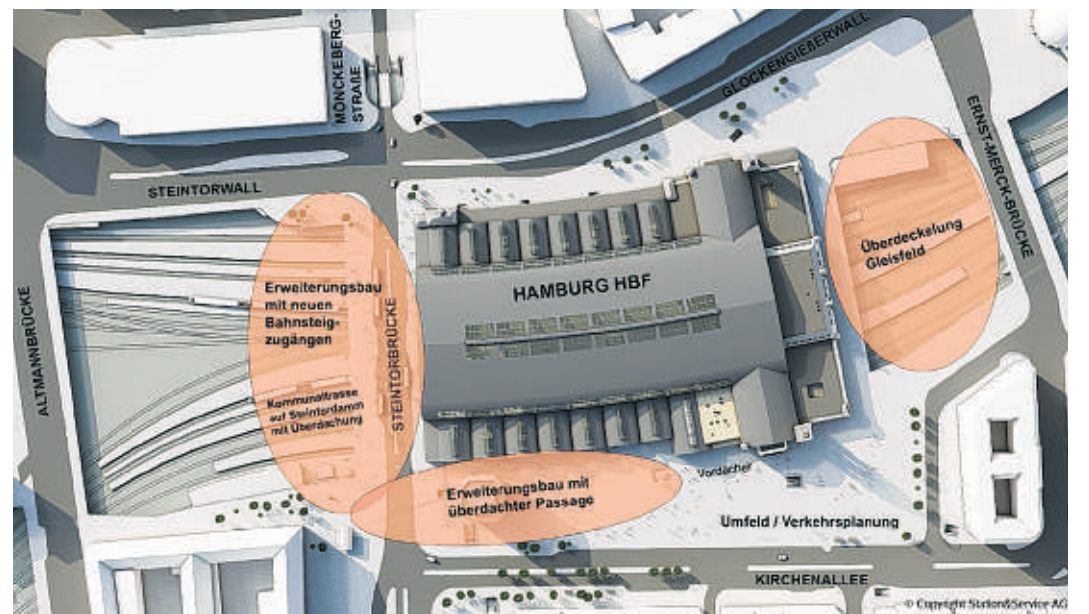 MÖNCKEBERG-
STRAßE
GLOCKENGIEßERWALL
ERNST-MERCK-BRÜCKE
STEINTORWALL
Überdeckelung
Gleisfeld
Erweiterungsbau
mit neuen
Bahnsteig-
zugängen
HAMBURG HBF
ALTMANNBRÜCKE
STEINTORBRÜCKE
Kommunaltrasse
auf Steintordamm
mit Überdachung
Vordächer
Erweiterungsbau mit
überdachter Passage
Umfeld / Verkehrsplanung
KIRCHENALLEE
© Copyright Station&Service AG